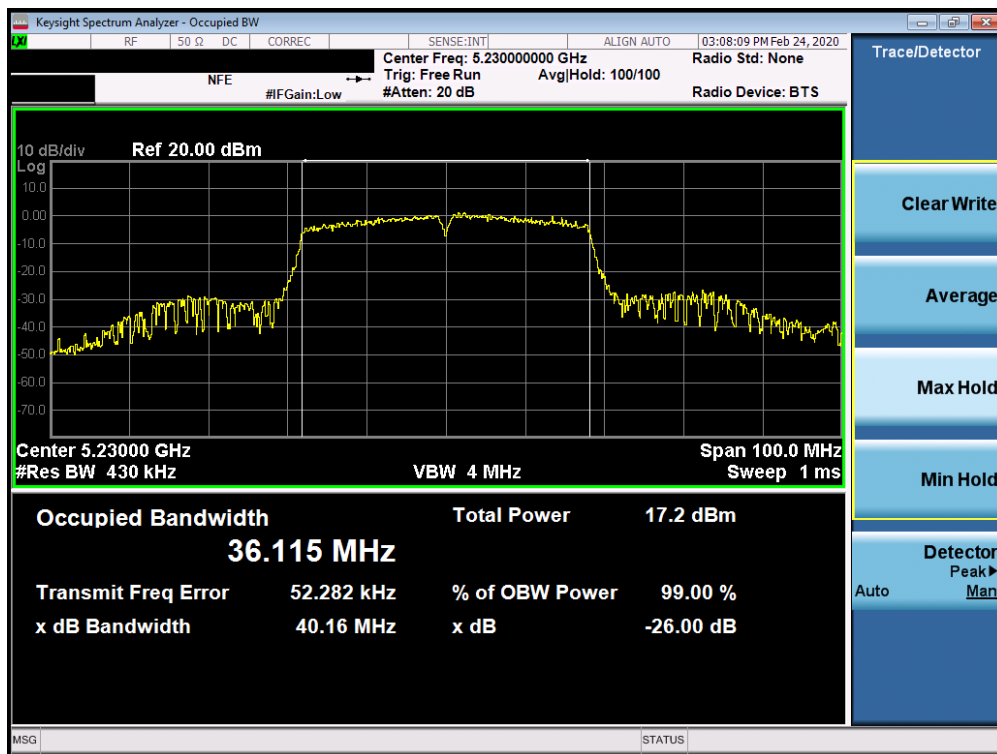 Keysight Spectrum Analyzer - Occupied BW
LXI RF 50 Ω DC CORREC SENSE:INT ALIGN AUTO 03:08:09 PM Feb 24, 2020
Center Freq: 5.230000000 GHz Radio Std: None
NFE Trig: Free Run Avg|Hold: 100/100
#IFGain:Low #Atten: 20 dB Radio Device: BTS
Trace/Detector
10 dB/div Ref 20.00 dBm
Log
10.0
0.00
-10.0
-20.0
-30.0
-40.0
-50.0
-60.0
-70.0
Center 5.23000 GHz Span 100.0 MHz
#Res BW 430 kHz VBW 4 MHz Sweep 1 ms
Occupied Bandwidth Total Power 17.2 dBm
36.115 MHz
Transmit Freq Error 52.282 kHz % of OBW Power 99.00 %
x dB Bandwidth 40.16 MHz x dB -26.00 dB
Clear Write
Average
Max Hold
Min Hold
Detector
Peak▶
Auto Man
MSG STATUS